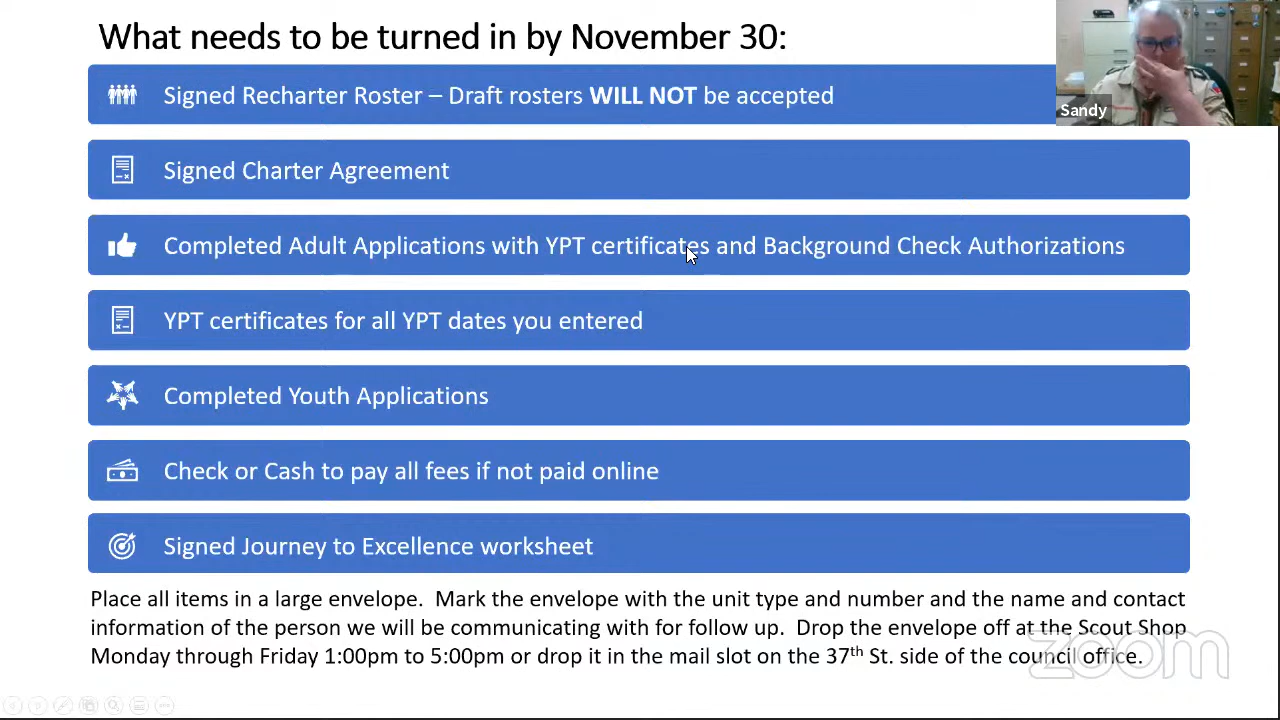 What needs to be turned in by November 30:
Signed Recharter Roster – Draft rosters WILL NOT be accepted
Sandy
Signed Charter Agreement
Completed Adult Applications with YPT certificates and Background Check Authorizations
YPT certificates for all YPT dates you entered
Completed Youth Applications
Check or Cash to pay all fees if not paid online
Signed Journey to Excellence worksheet
Place all items in a large envelope.  Mark the envelope with the unit type and number and the name and contact
information of the person we will be communicating with for follow up.  Drop the envelope off at the Scout Shop
Monday through Friday 1:00pm to 5:00pm or drop it in the mail slot on the 37th St. side of the council office.
zoom